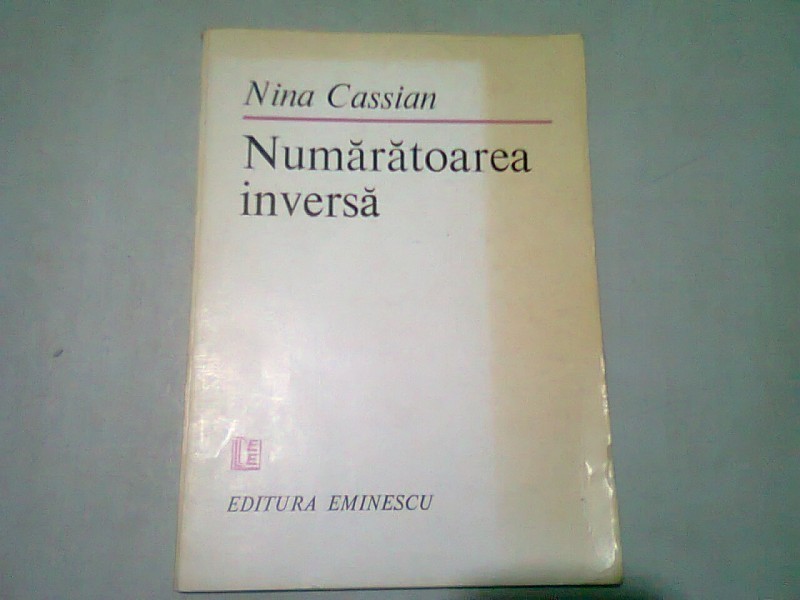 Nina Cassian
Numărătoarea
inversă
EDITURA EMINESCU